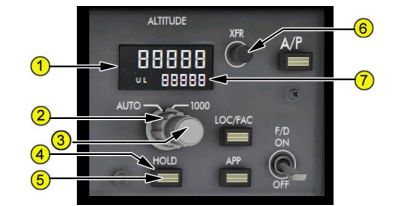 ALTITUDE
XFR
6
A/P
88888
1
UL 88888
7
AUTO 1000
2
3
LOC/FAC
F/D
ON
4
HOLD
APP
5
OFF